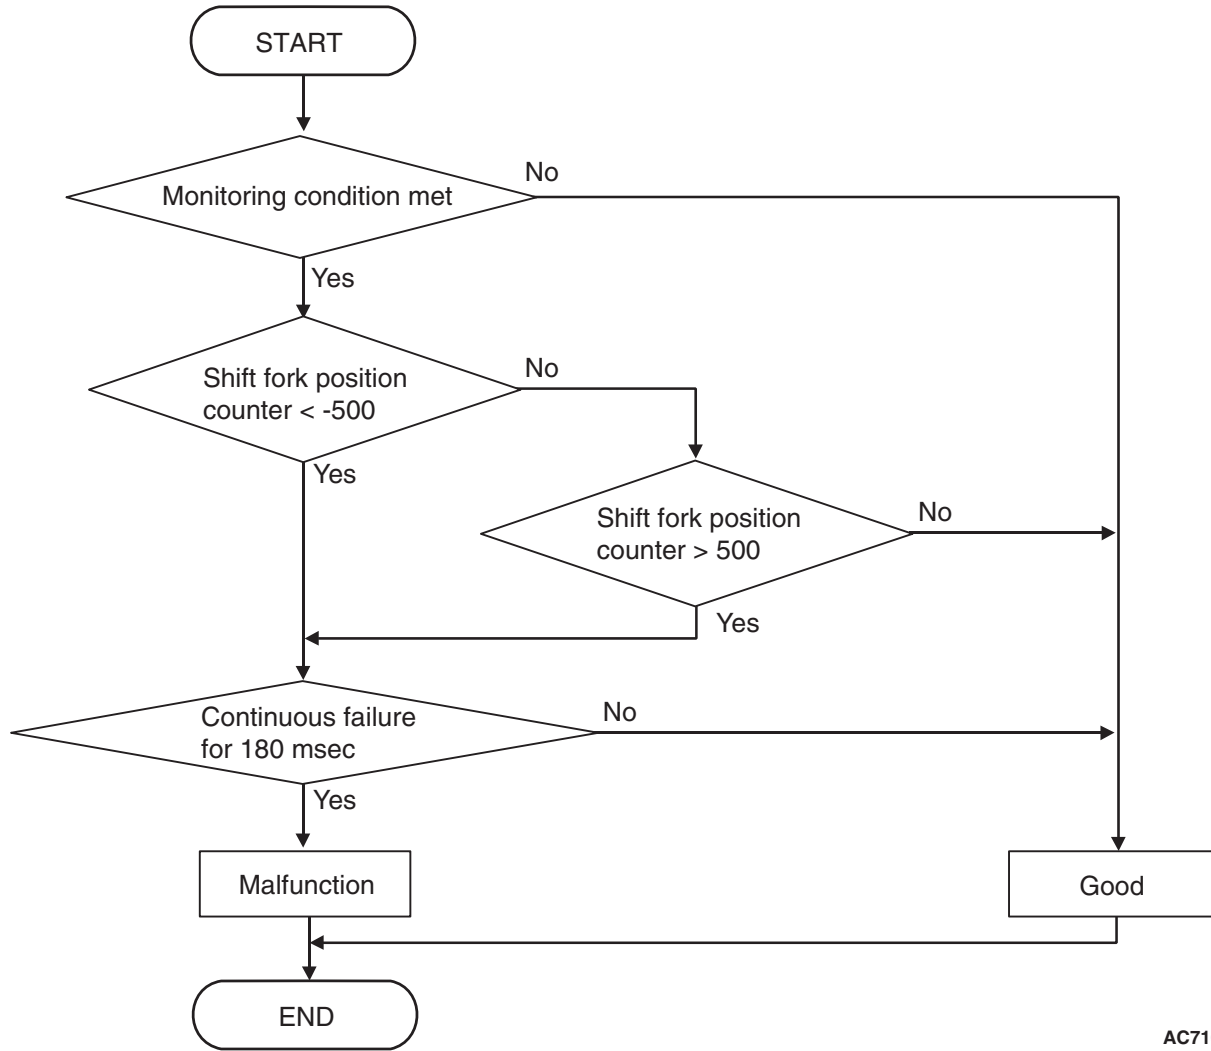 START
Monitoring condition met
No
Yes
Shift fork position
counter < -500
No
Yes
Shift fork position
counter > 500
No
Yes
Continuous failure
for 180 msec
No
Yes
Malfunction
Good
END
AC71